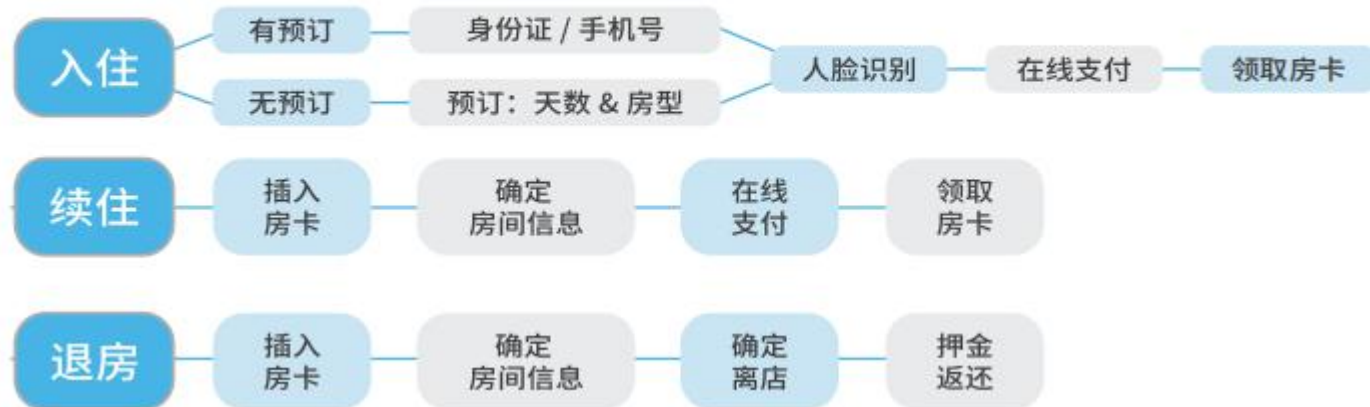 入住
有预订
身份证 / 手机号
无预订
预订：天数 & 房型
人脸识别
在线支付
领取房卡
续住
插入
房卡
确定
房间信息
在线
支付
领取
房卡
退房
插入
房卡
确定
房间信息
确定
离店
押金
返还